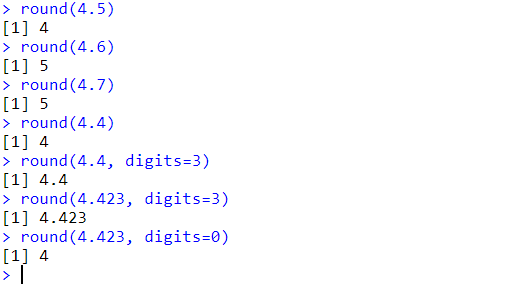 > round(4.5)
[1] 4
> round(4.6)
[1] 5
> round(4.7)
[1] 5
> round(4.4)
[1] 4
> round(4.4, digits=3)
[1] 4.4
> round(4.423, digits=3)
[1] 4.423
> round(4.423, digits=0)
[1] 4
>